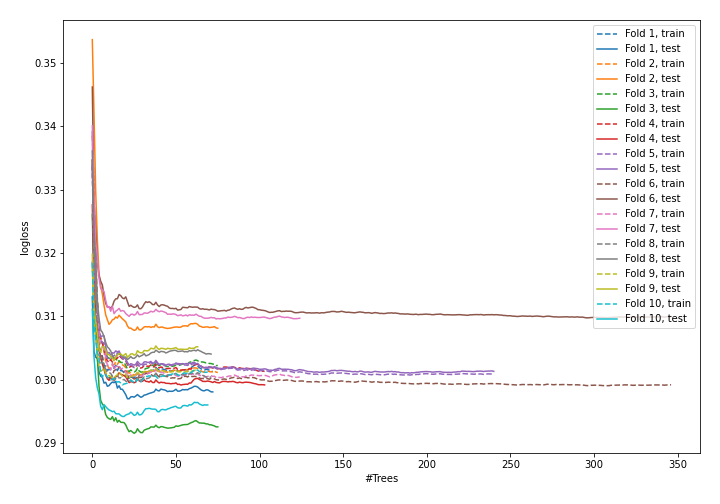 0.35
0.34
0.33
0.32
0.31
0.30
0.29
logloss
0
50
100
150
200
250
300
350
#Trees
Fold 1, train
Fold 1, test
Fold 2, train
Fold 2, test
Fold 3, train
Fold 3, test
Fold 4, train
Fold 4, test
Fold 5, train
Fold 5, test
Fold 6, train
Fold 6, test
Fold 7, train
Fold 7, test
Fold 8, train
Fold 8, test
Fold 9, train
Fold 9, test
Fold 10, train
Fold 10, test